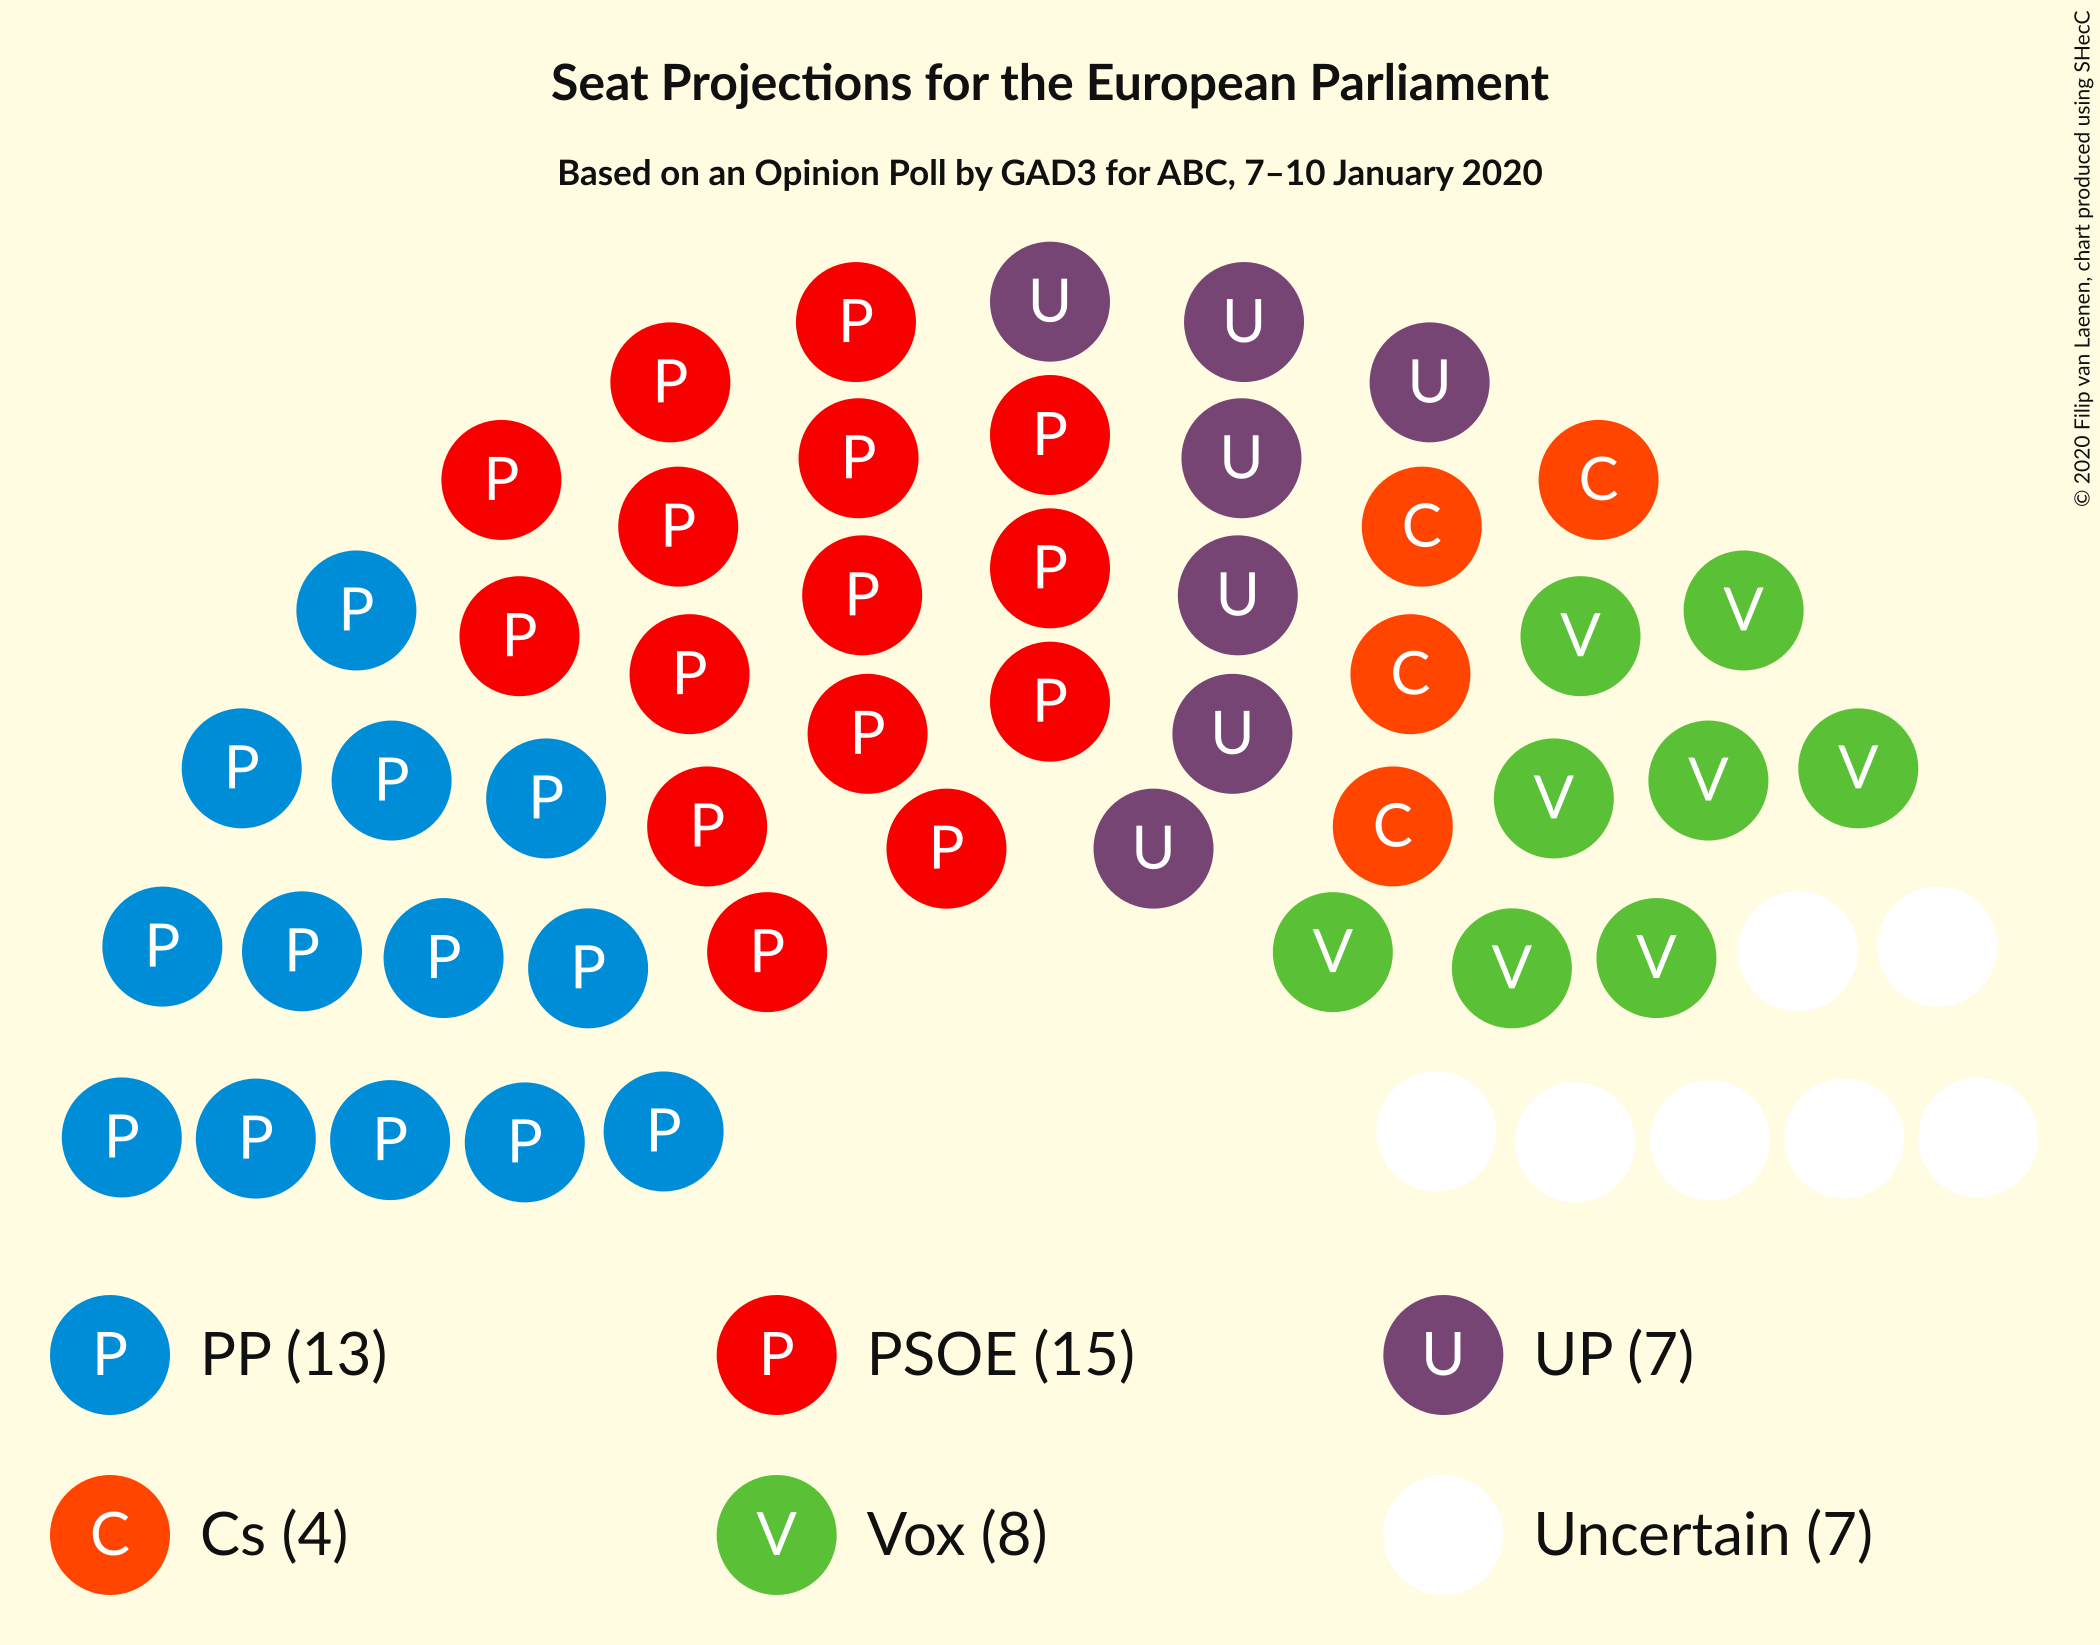 Seat Projections for the European Parliament
Based on an Opinion Poll by GAD3 for ABC, 7–10 January 2020
© 2020 Filip van Laenen, chart produced using SHecC
U
P U
P U
P P C
P U
P C
P P
P U
P V
P C
P P
P U
P V
P P P V V V
P C
P U
P P P P P V V V
P P P P P
P PP (13) P PSOE (15) U UP (7)
C Cs (4) V Vox (8) Uncertain (7)